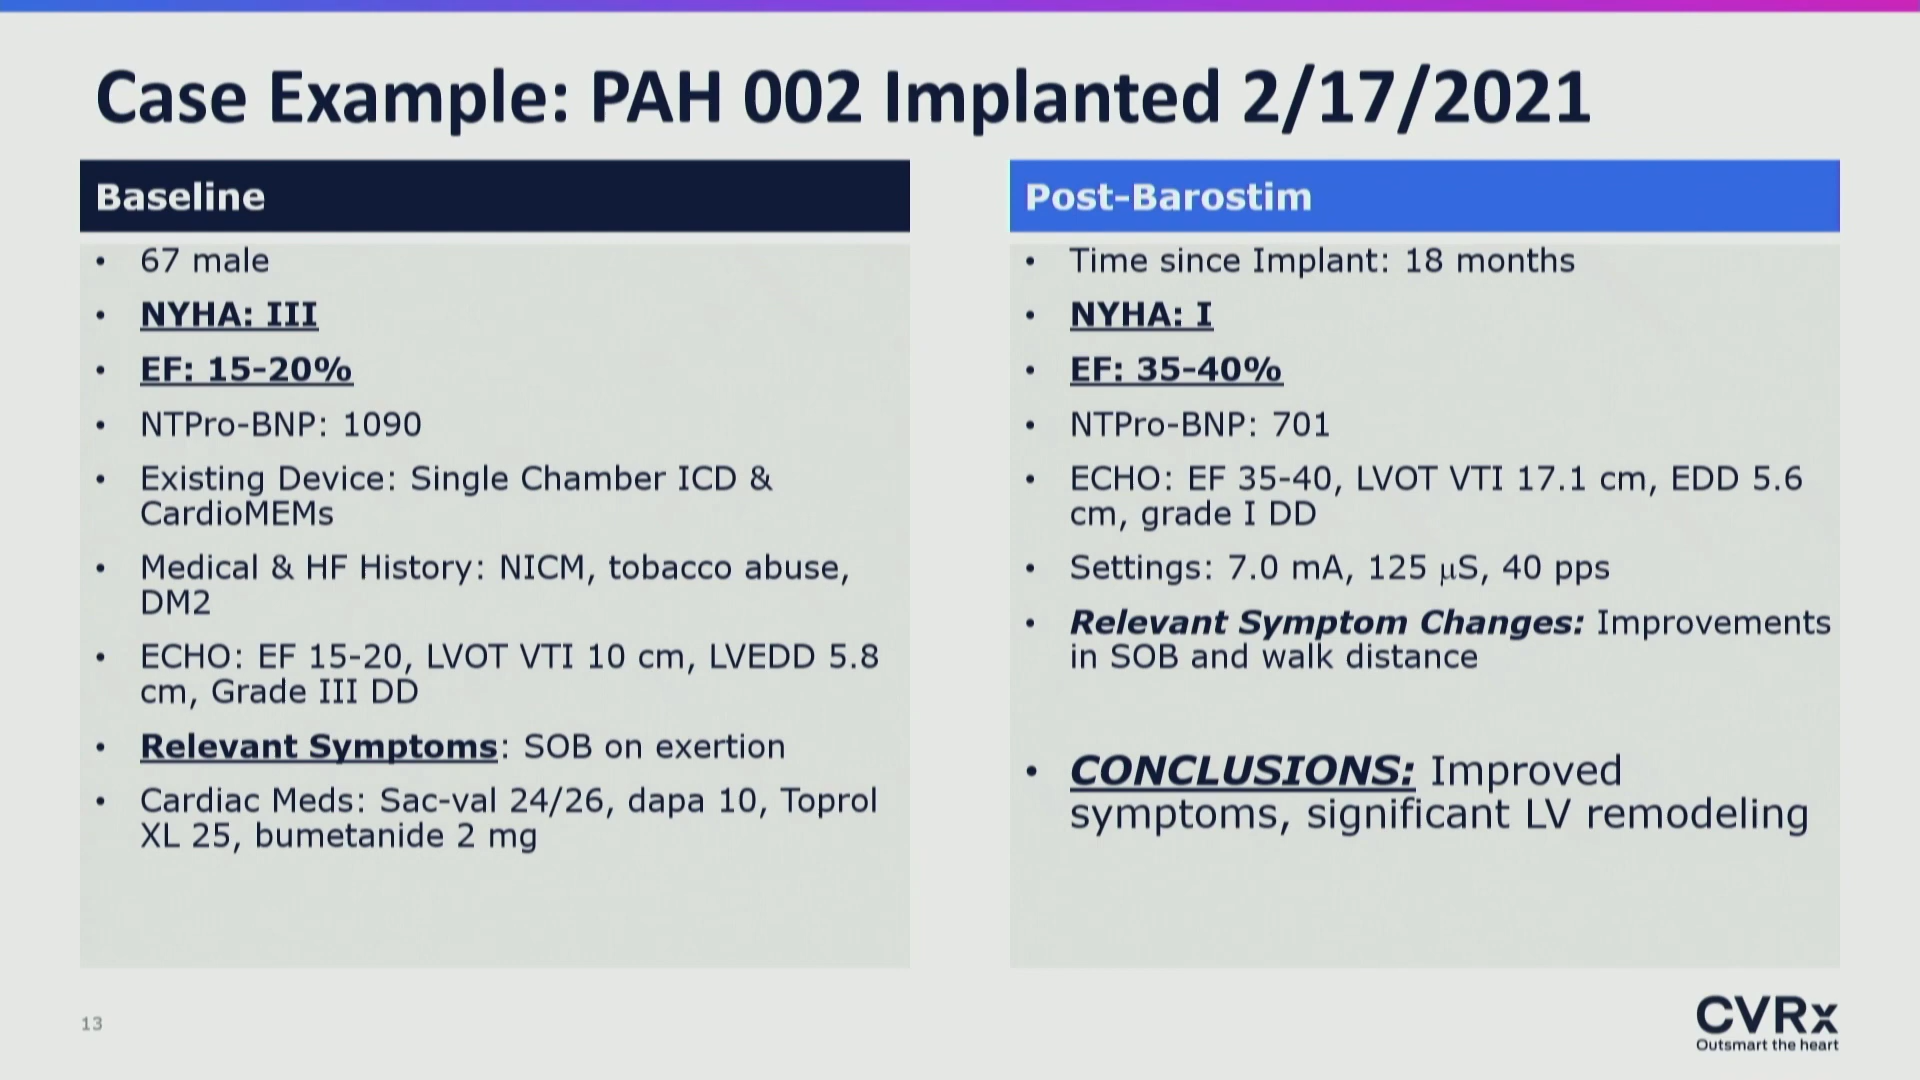 Case Example: PAH 002 Implanted 2/17/2021
Baseline
• 67 male
• NYHA: III
• EF: 15-20%
• NTPro-BNP: 1090
• Existing Device: Single Chamber ICD &
CardioMEMs
• Medical & HF History: NICM, tobacco abuse,
DM2
• ECHO: EF 15-20, LVOT VTI 10 cm, LVEDD 5.8
cm, Grade III DD
• Relevant Symptoms: SOB on exertion
• Cardiac Meds: Sac-val 24/26, dapa 10, Toprol
XL 25, bumetanide 2 mg
Post-Barostim
• Time since Implant: 18 months
• NYHA: I
• EF: 35-40%
• NTPro-BNP: 701
• ECHO: EF 35-40, LVOT VTI 17.1 cm, EDD 5.6
cm, grade I DD
• Settings: 7.0 mA, 125 µS, 40 pps
• Relevant Symptom Changes: Improvements
in SOB and walk distance
• CONCLUSIONS: Improved
symptoms, significant LV remodeling
13
CVRx
Outsmart the heart